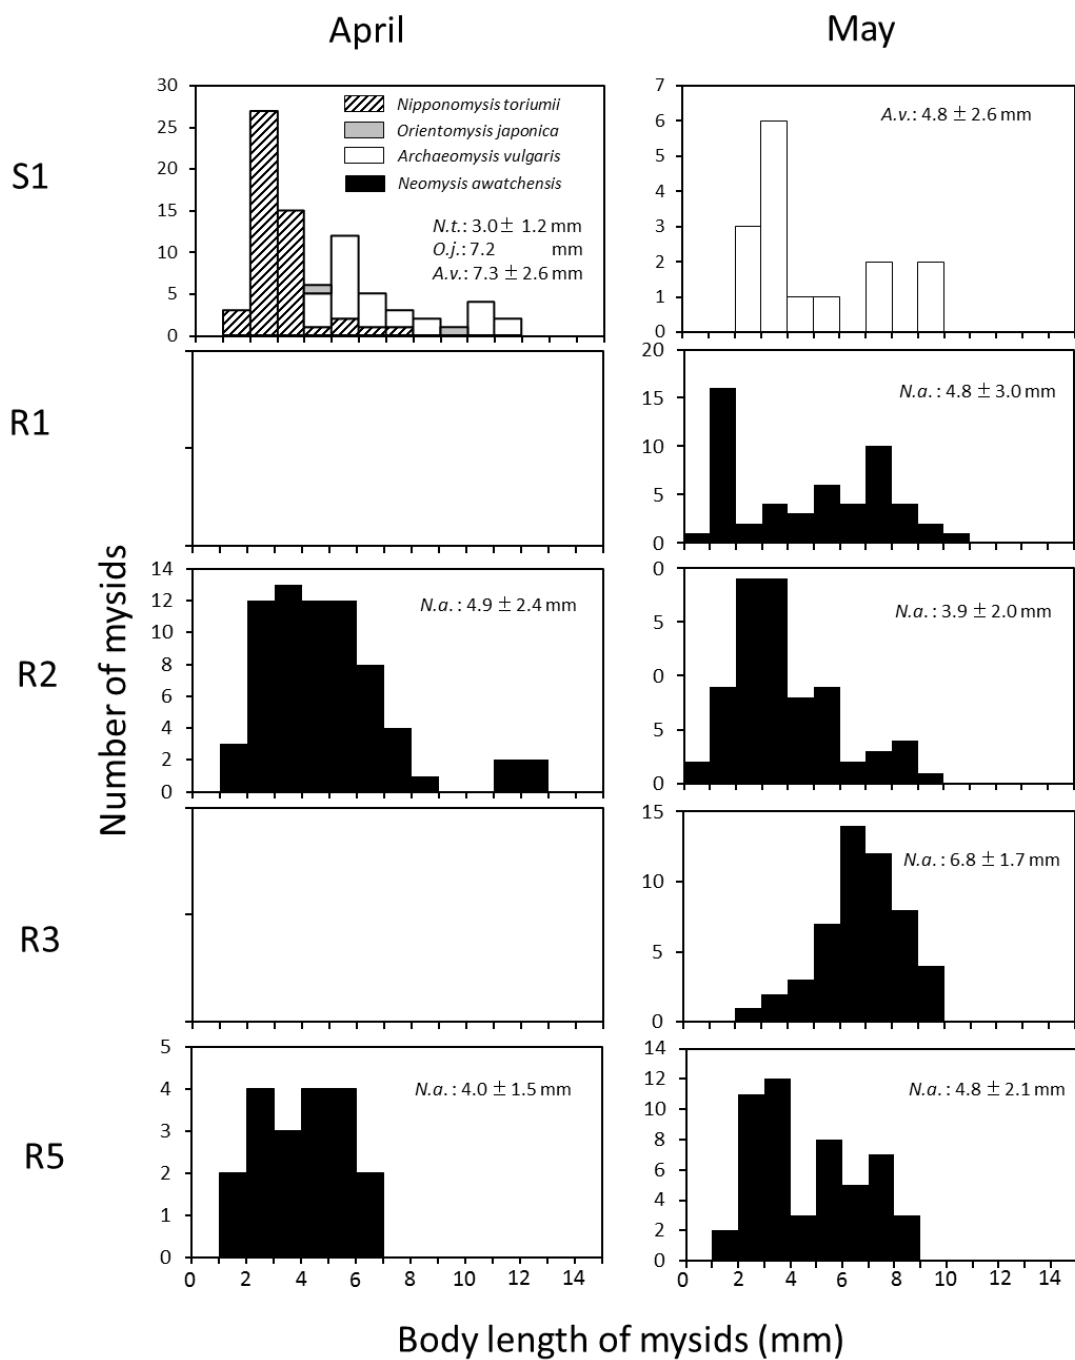 April
May
S1
30
25
20
15
10
5
0
Nipponomysis toriumii
Orientomysis japonica
Archaeomysis vulgaris
Neomysis awatchensis
N.t.: 3.0 ± 1.2 mm
O.j.: 7.2 mm
A.v.: 7.3 ± 2.6 mm
7
6
5
4
3
2
1
0
A.v.: 4.8 ± 2.6 mm
R1
20
15
10
5
0
N.a.: 4.8 ± 3.0 mm
R2
14
12
10
8
6
4
2
0
N.a.: 4.9 ± 2.4 mm
0
5
0
5
0
N.a.: 3.9 ± 2.0 mm
R3
15
10
5
0
N.a.: 6.8 ± 1.7 mm
R5
5
4
3
2
1
0
N.a.: 4.0 ± 1.5 mm
0 2 4 6 8 10 12 14
14
12
10
8
6
4
2
0
N.a.: 4.8 ± 2.1 mm
0 2 4 6 8 10 12 14
Number of mysids
Body length of mysids (mm)